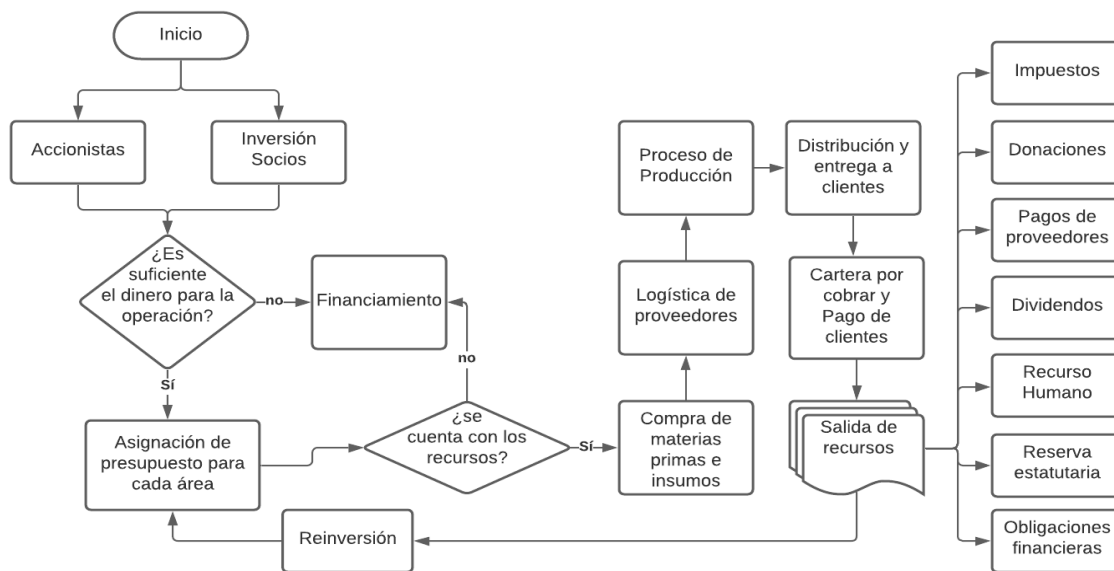 Inicio
Accionistas
Inversión
Socios
¿Es
suficiente
el dinero para la
operación?
no
Financiamiento
Sí
Asignación de
presupuesto para
cada área
¿se
cuenta con los
recursos?
no
Sí
Reinversión
Compra de
materias
primas e
insumos
Logística de
proveedores
Proceso de
Producción
Distribución y
entrega a
clientes
Cartera por
cobrar y
Pago de
clientes
Salida de
recursos
Impuestos
Donaciones
Pagos de
proveedores
Dividendos
Recurso
Humano
Reserva
estatutaria
Obligaciones
financieras